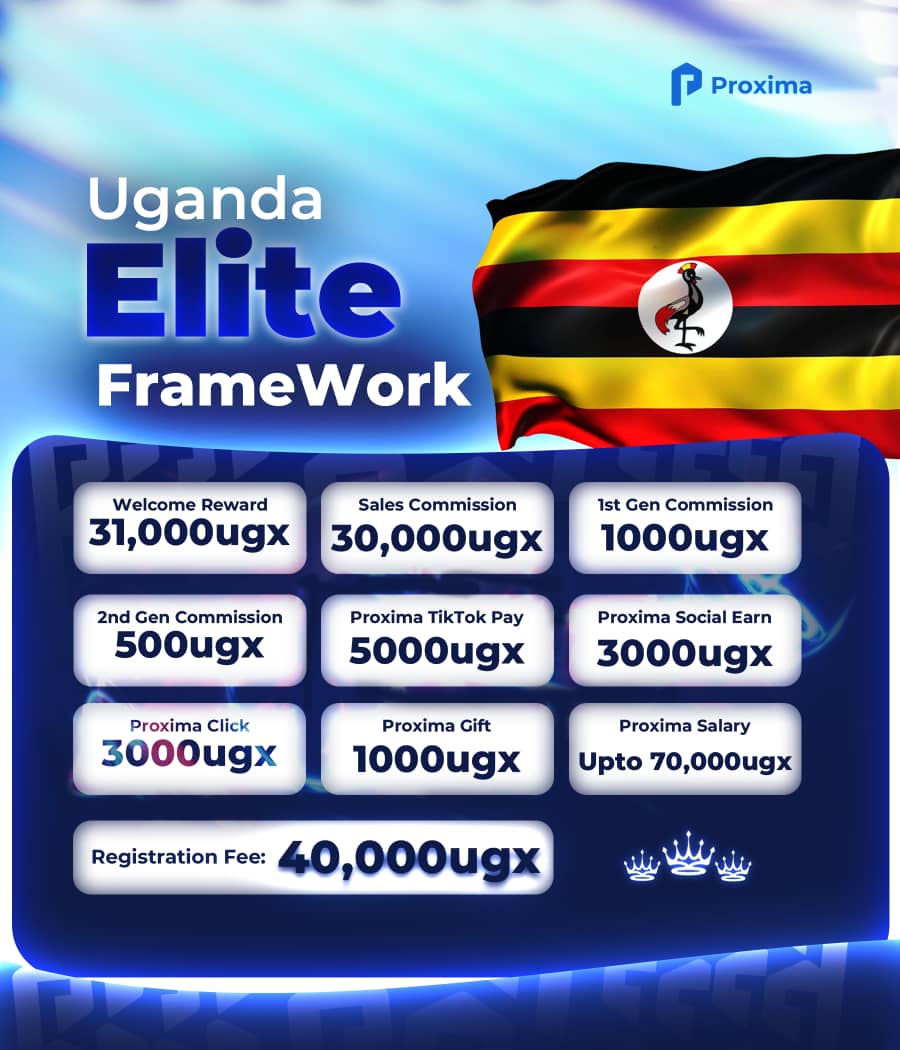 Proxima
Uganda
Elite
FrameWork
Welcome Reward
31,000ugx
Sales Commission
30,000ugx
1st Gen Commission
1000ugx
2nd Gen Commission
500ugx
Proxima TikTok Pay
5000ugx
Proxima Social Earn
3000ugx
Proxima Click
3000ugx
Proxima Gift
1000ugx
Proxima Salary
Upto 70,000ugx
Registration Fee: 40,000ugx